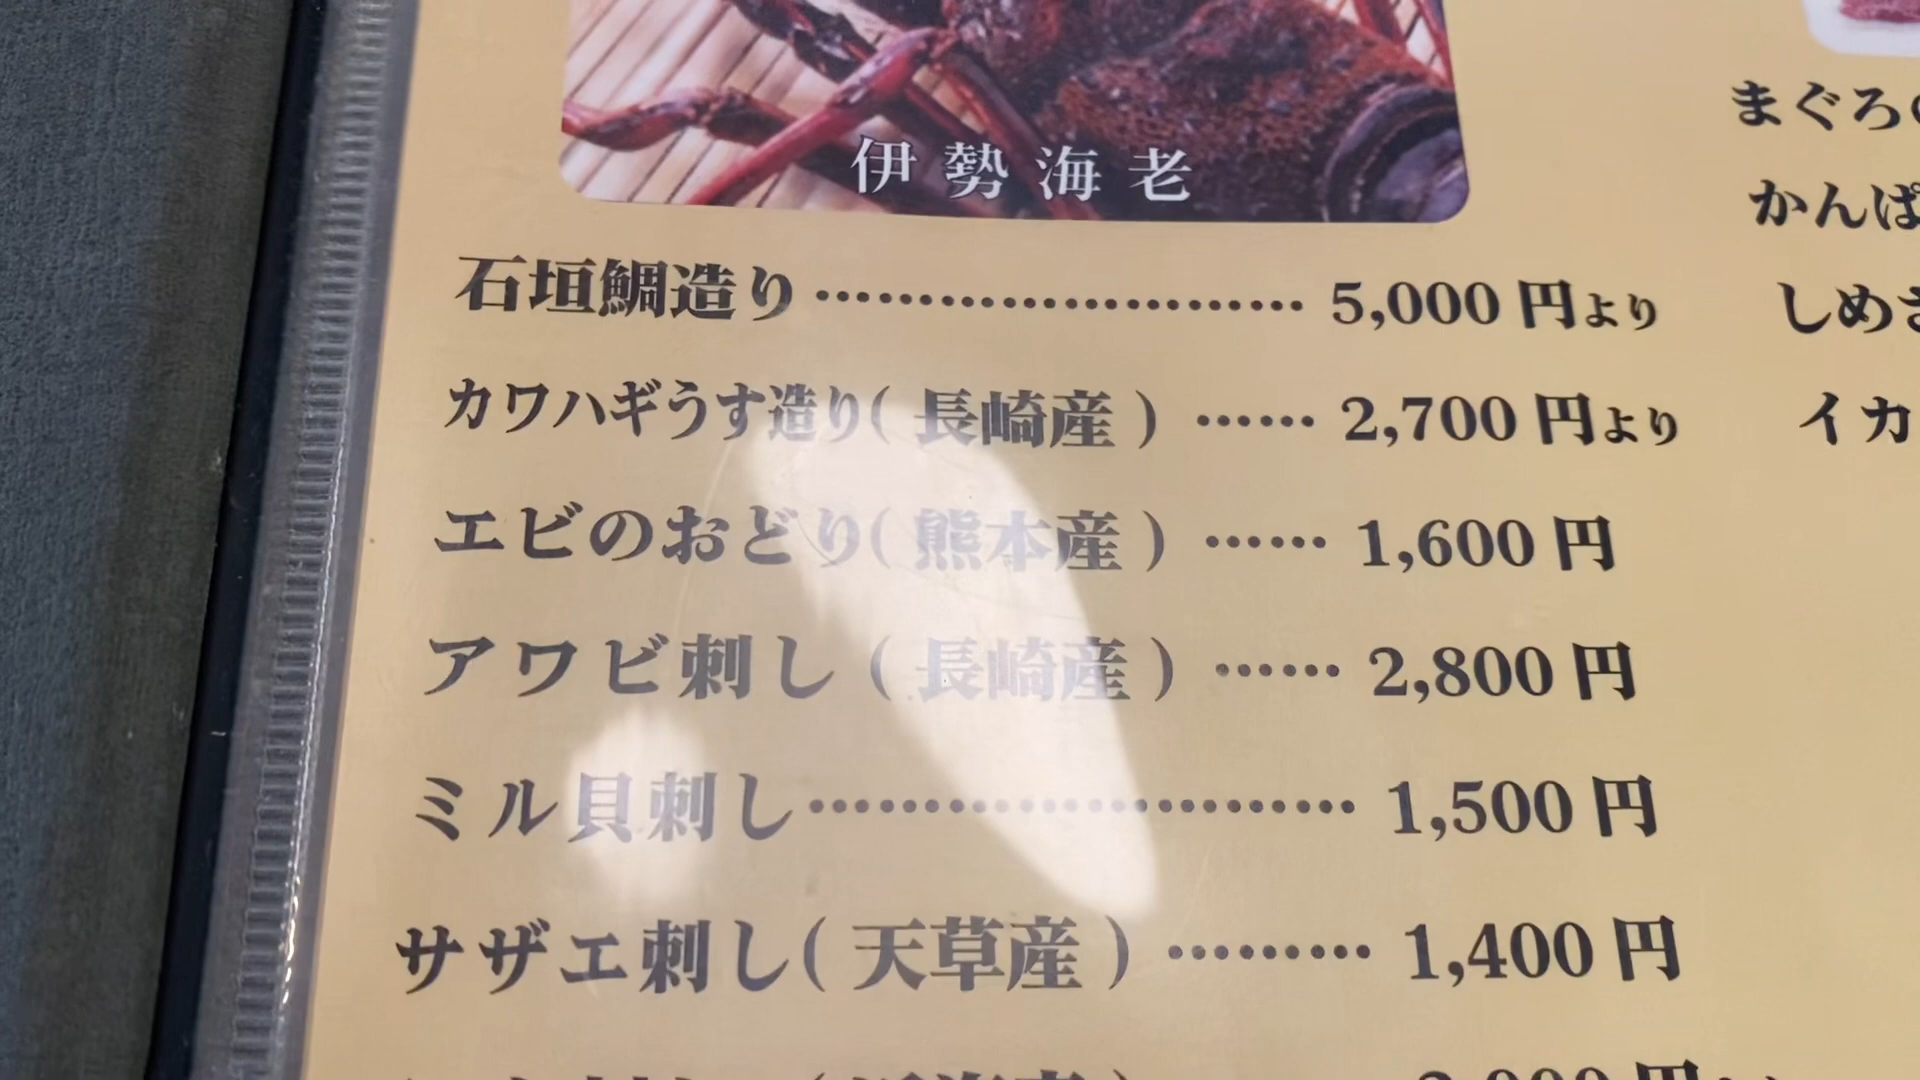 伊勢海老
石垣鯛造り……………………5,000円より
カワハギうす造り(長崎産)……2,700円より
エビのおどり(熊本産)……1,600円
アワビ刺し(長崎産)……2,800円
ミル貝刺し……………………1,500円
サザエ刺し(天草産)………1,400円
まぐろ
かんぱ
しめさ
イカ